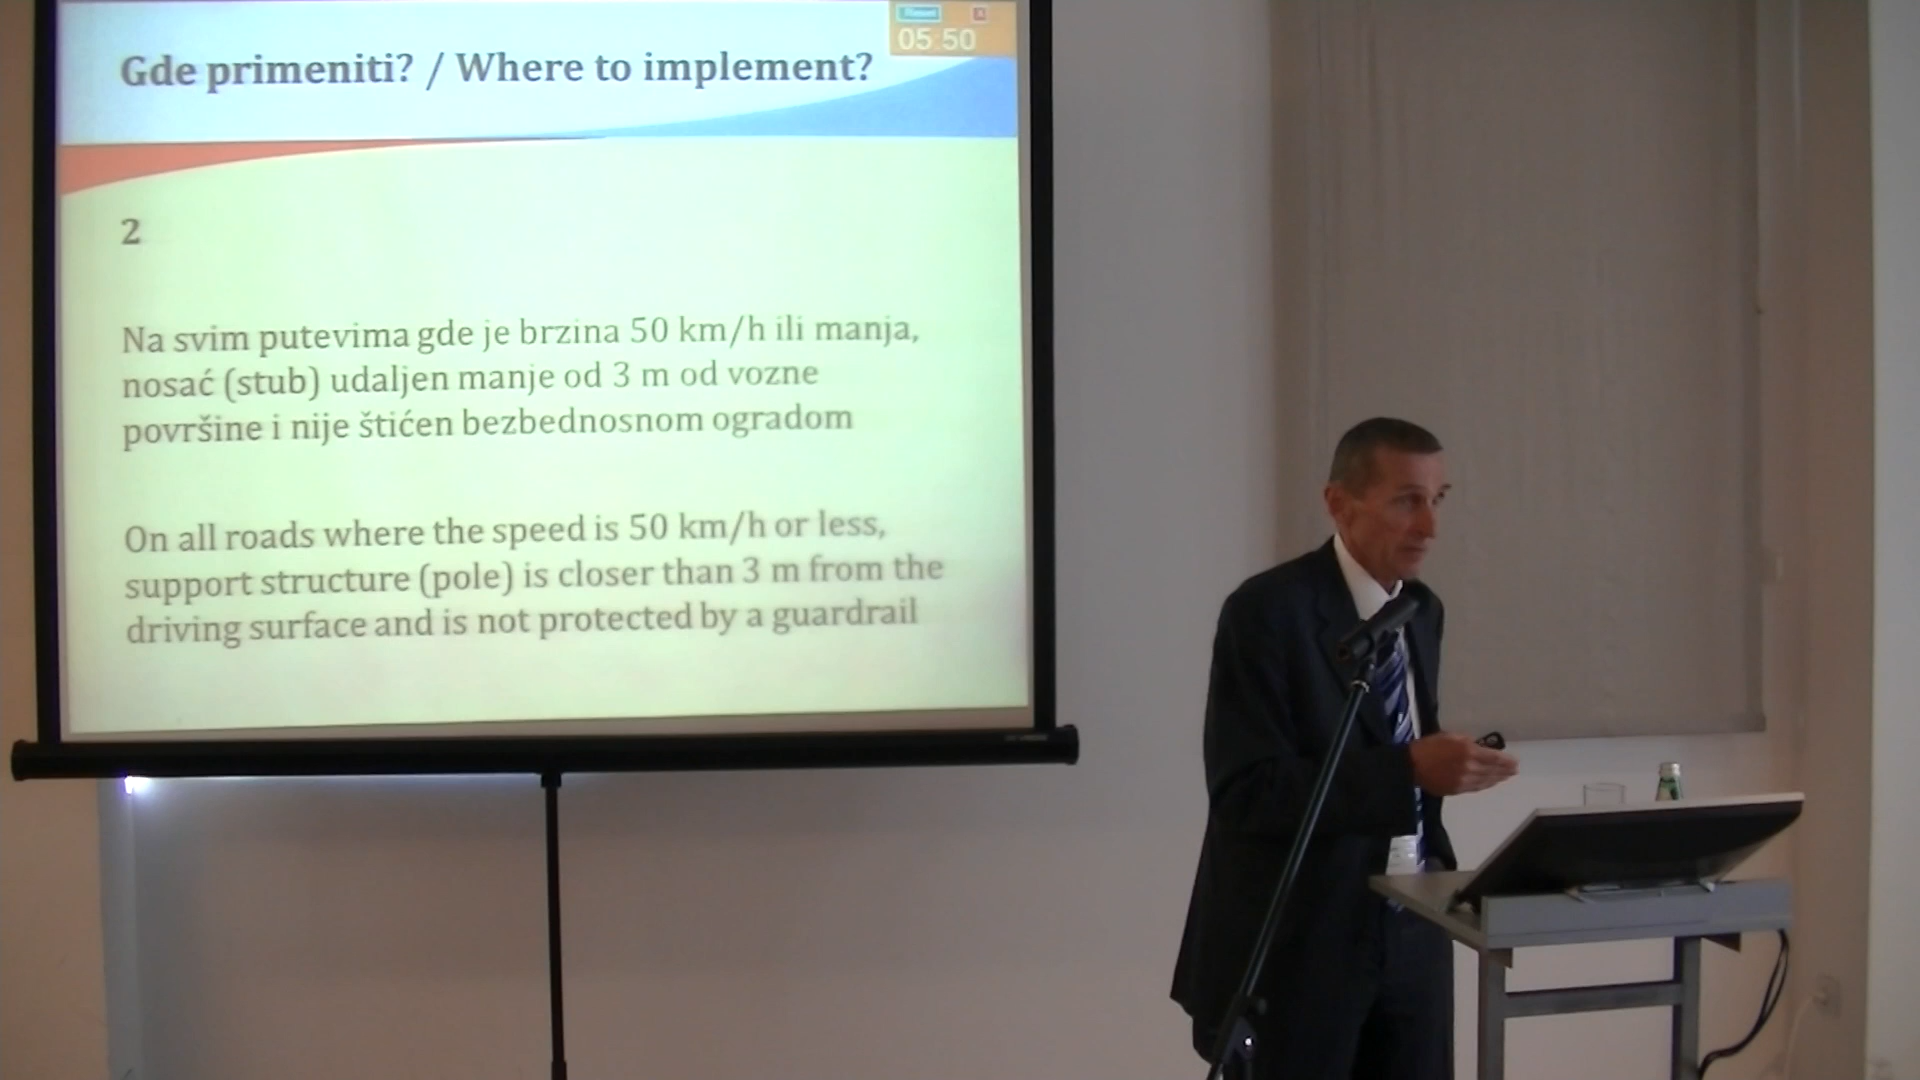 Reset X
05:50
Gde primeniti? / Where to implement?
2
Na svim putevima gde je brzina 50 km/h ili manja,
nosać (stub) udaljen manje od 3 m od vozne
površine i nije štićen bezbednosnom ogradom
On all roads where the speed is 50 km/h or less,
support structure (pole) is closer than 3 m from the
driving surface and is not protected by a guardrail